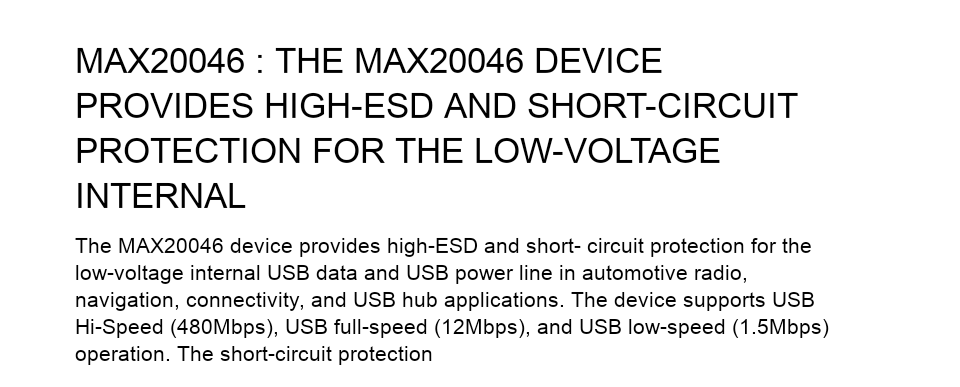 MAX20046 : THE MAX20046 DEVICE
PROVIDES HIGH-ESD AND SHORT-CIRCUIT
PROTECTION FOR THE LOW-VOLTAGE
INTERNAL
The MAX20046 device provides high-ESD and short- circuit protection for the
low-voltage internal USB data and USB power line in automotive radio,
navigation, connectivity, and USB hub applications. The device supports USB
Hi-Speed (480Mbps), USB full-speed (12Mbps), and USB low-speed (1.5Mbps)
operation. The short-circuit protection